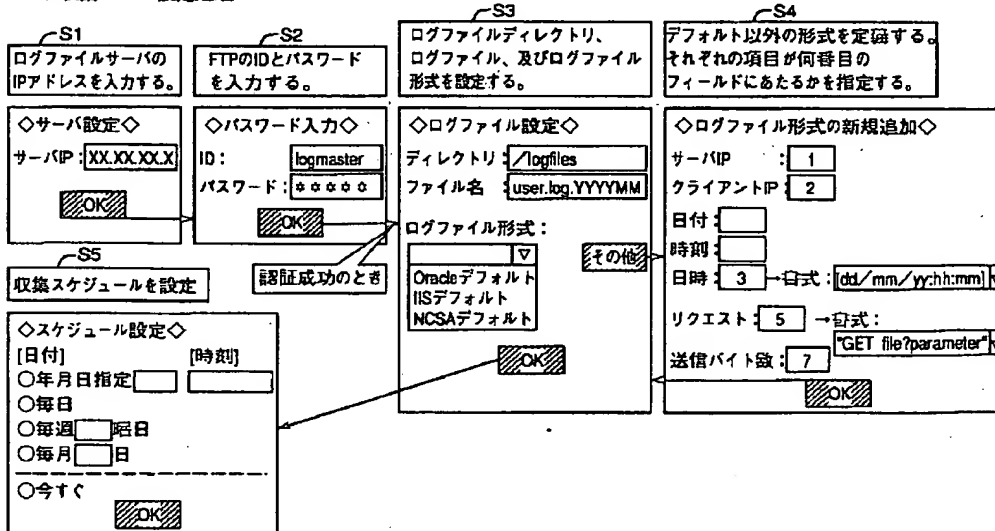 S1
ログファイルサーバの
IPアドレスを入力する。
S2
FTPのIDとパスワード
を入力する。
S3
ログファイルディレクトリ、
ログファイル、及びログファイル
形式を設定する。
S4
デフォルト以外の形式を定義する。
それぞれの項目が何番目の
フィールドにあたるかを指定する。
◇サーバ設定◇
サーバIP:XX.XX.XX.X
OK
◇パスワード入力◇
ID: logmaster
パスワード:*****
OK
認証成功のとき
◇ログファイル設定◇
ディレクトリ:/logfiles
ファイル名:user.log.YYYYMM
ログファイル形式:
▽
Oracleデフォルト
IISデフォルト
NCSAデフォルト
その他
OK
◇ログファイル形式の新規追加◇
サーバIP : 1
クライアントIP: 2
日付:
時刻:
日時: 3 →書式:[dd/mm/yy:hh:mm]
リクエスト: 5 →書式:
"GET file?parameter"
送信バイト数: 7
OK
S5
収集スケジュールを設定
◇スケジュール設定◇
[日付] [時刻]
○年月日指定
○毎日
○毎週 曜日
○毎月 日
○今すぐ
OK